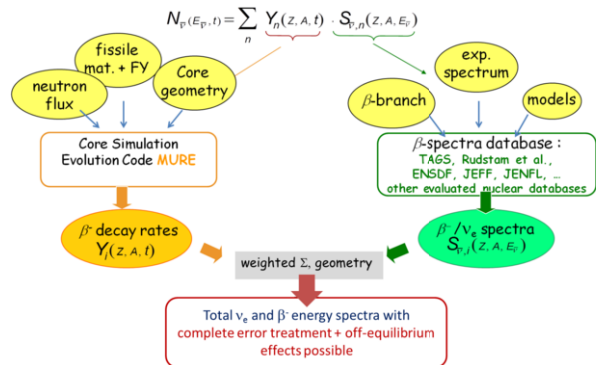 N_ν̅(E_ν̅, t) = ∑_n Y_n(Z, A, t) · S_ν̅,n(Z, A, E_ν̅)
fissile
mat. + FY
neutron
flux
Core
geometry
exp.
spectrum
β-branch
models
Core Simulation
Evolution Code MURE
β-spectra database :
TAGS, Rudstam et al.,
ENSDF, JEFF, JENFL, ...
other evaluated nuclear databases
β⁻ decay rates
Y_i(Z, A, t)
β⁻/ν_e spectra
S_ν̅,i(Z, A, E_ν̅)
weighted Σ, geometry
Total ν_e and β⁻ energy spectra with
complete error treatment + off-equilibrium
effects possible